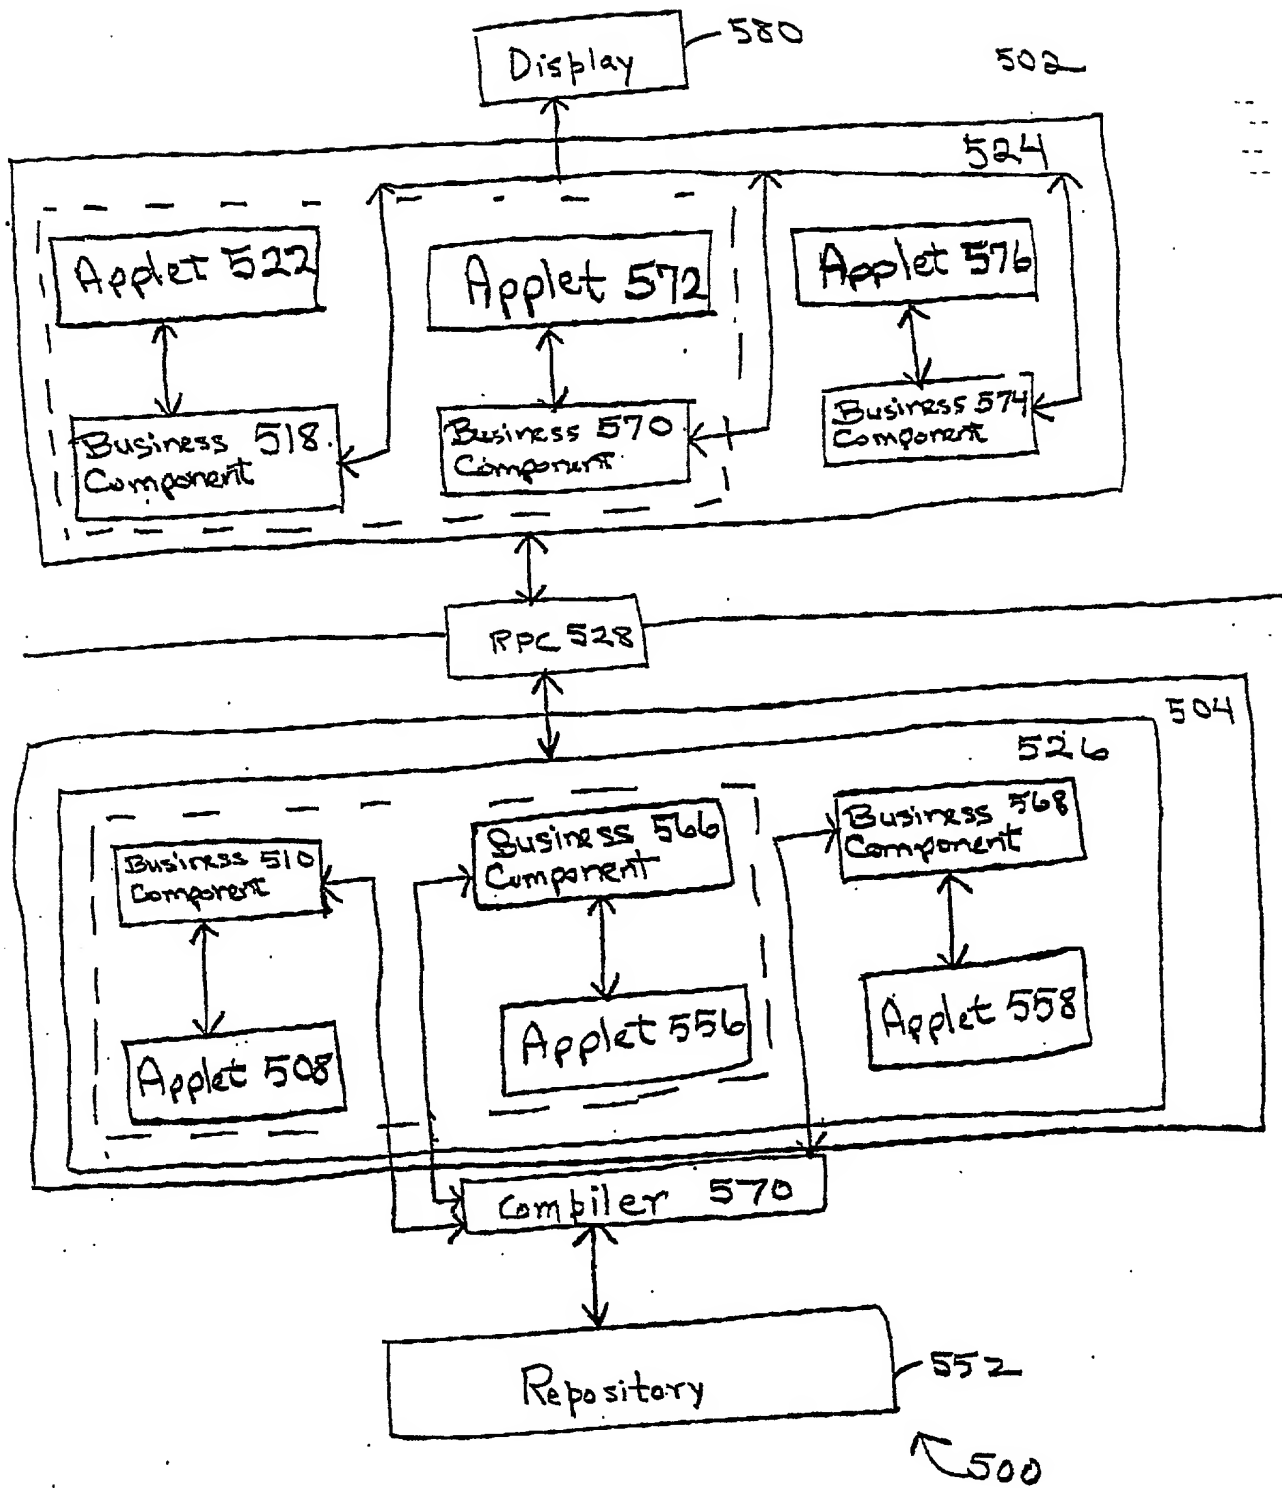 580
Display
502
524
Applet 522
Applet 572
Applet 576
Business 518
Component
Business 570
Component
Business 574
Component
RPC 528
504
526
Business 510
Component
Business 566
Component
Business 568
Component
Applet 508
Applet 556
Applet 558
Compiler 570
Repository
552
500